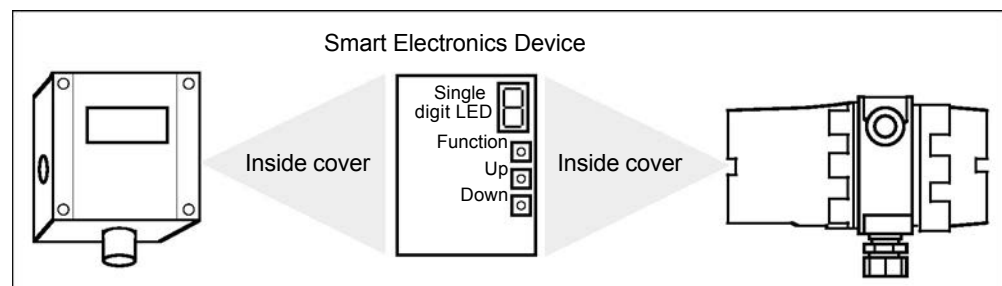 Smart Electronics Device
Single
digit LED
Function
Up
Down
Inside cover
Inside cover